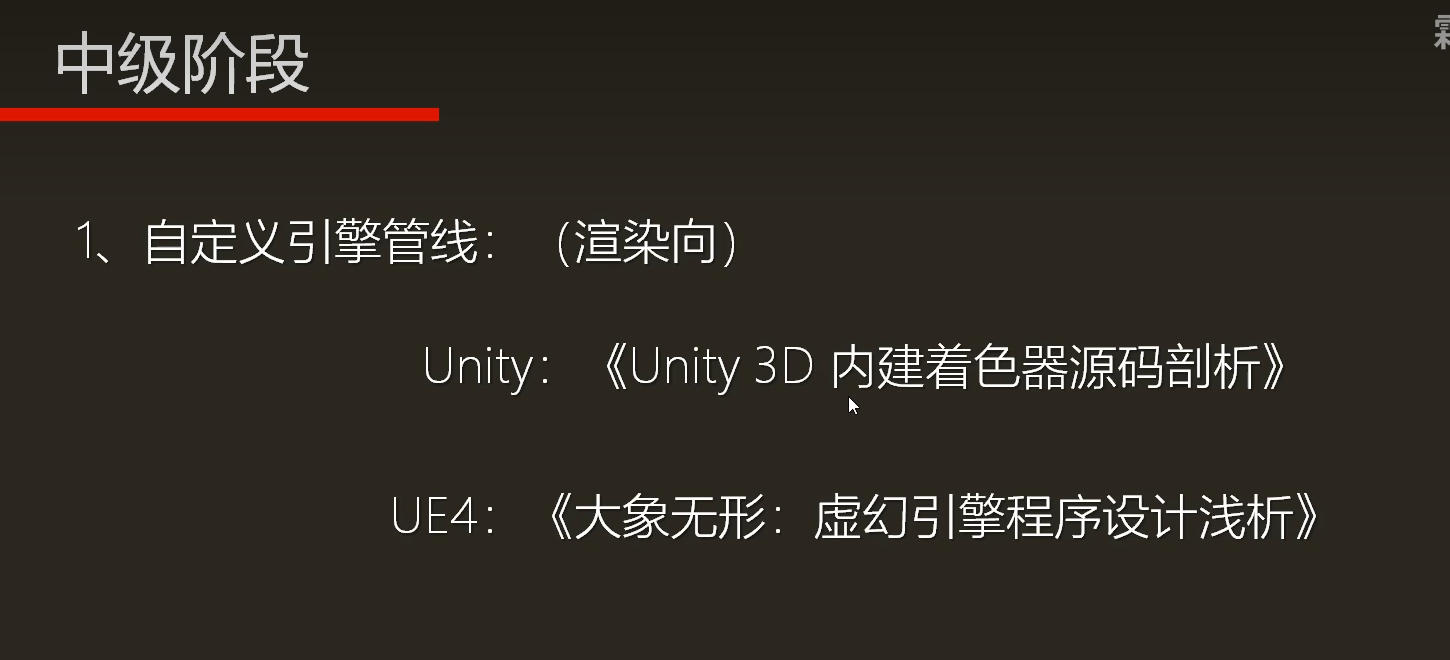 中级阶段
1、自定义引擎管线：（渲染向）
Unity：《Unity 3D 内建着色器源码剖析》
UE4：《大象无形：虚幻引擎程序设计浅析》